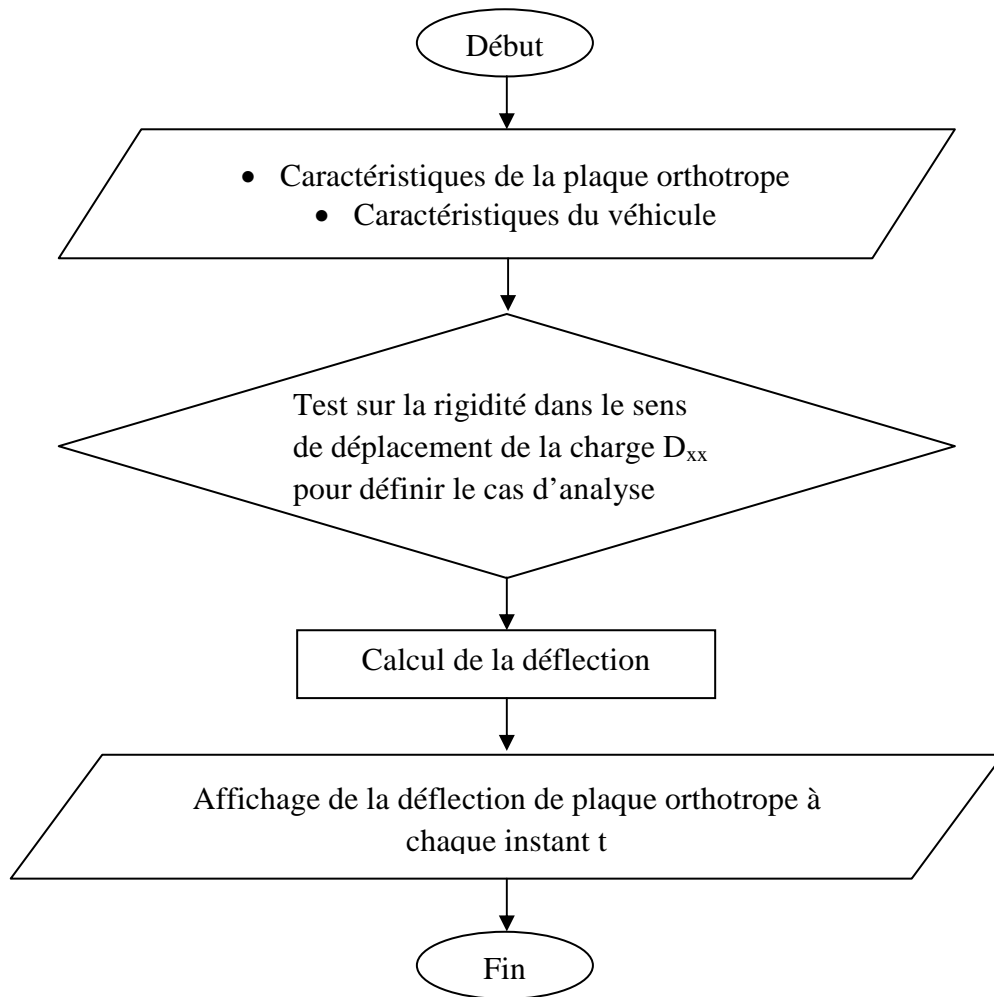 Début
• Caractéristiques de la plaque orthotrope
• Caractéristiques du véhicule
Test sur la rigidité dans le sens
de déplacement de la charge Dxx
pour définir le cas d’analyse
Calcul de la déflection
Affichage de la déflection de plaque orthotrope à
chaque instant t
Fin